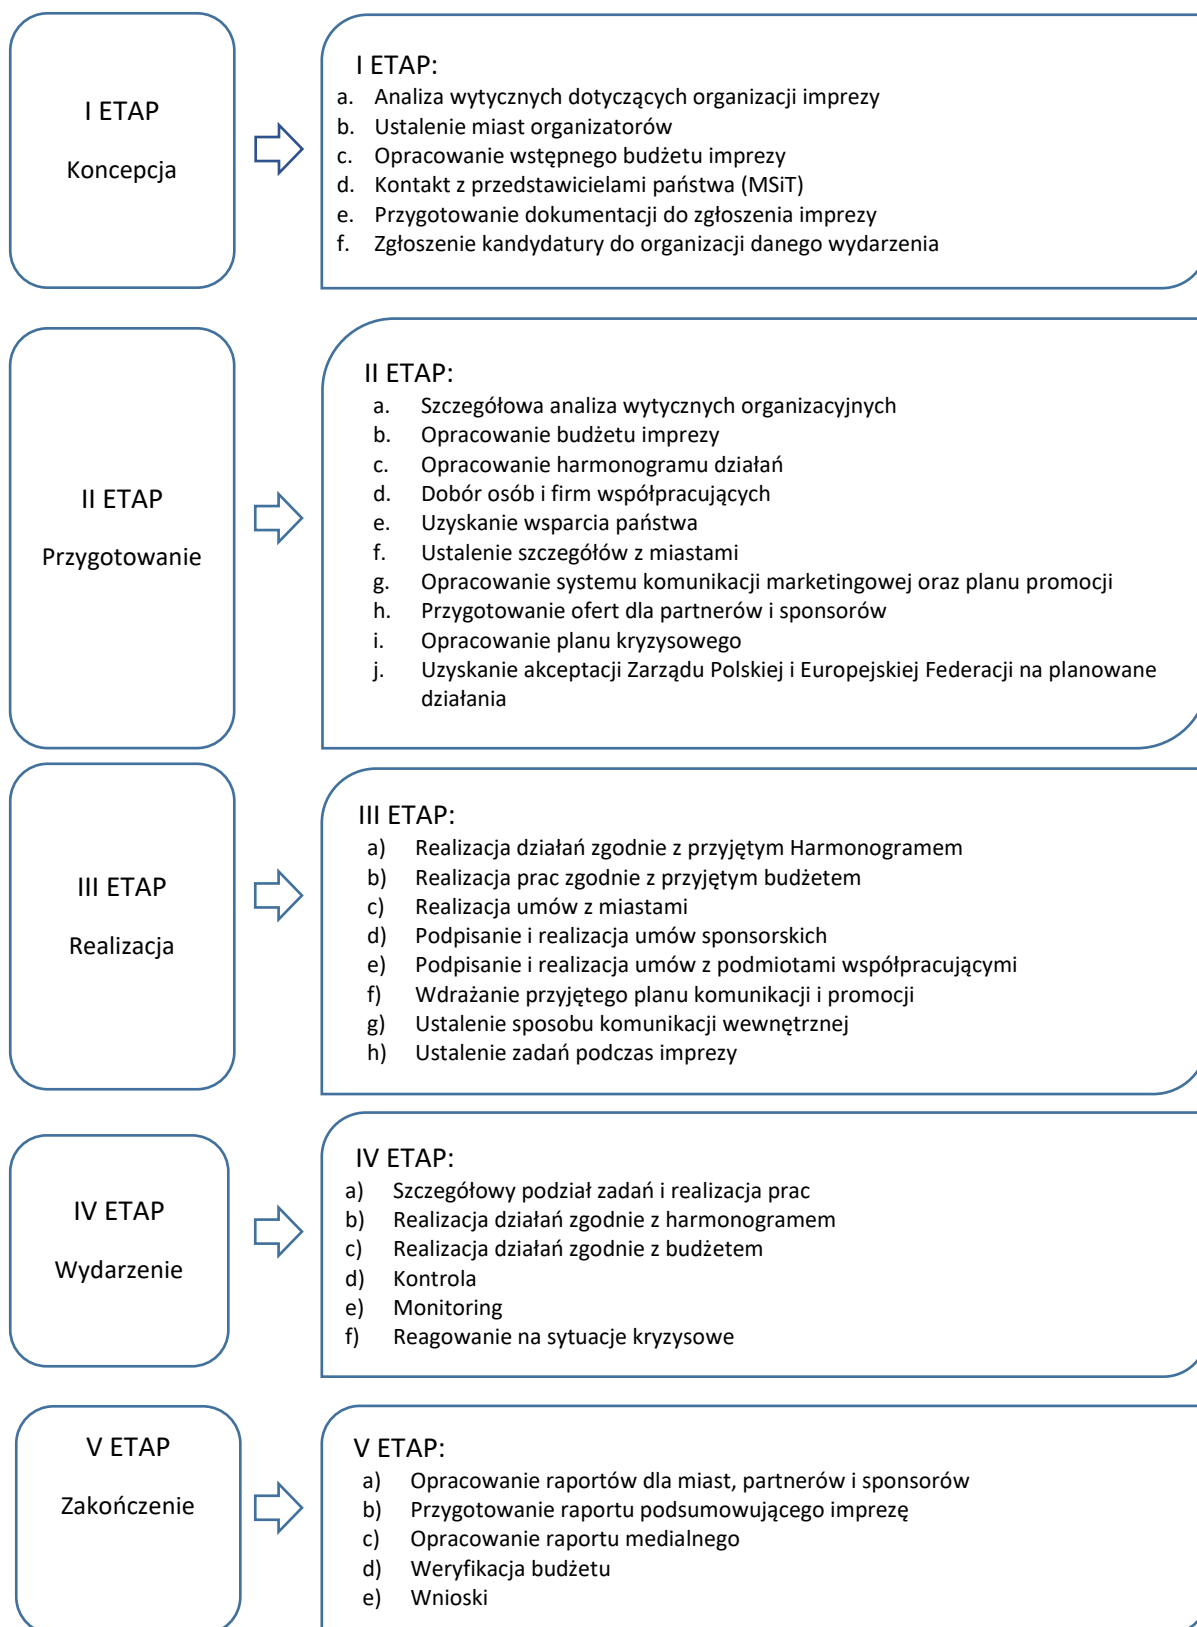 I ETAP
Koncepcja
I ETAP:
a. Analiza wytycznych dotyczących organizacji imprezy
b. Ustalenie miast organizatorów
c. Opracowanie wstępnego budżetu imprezy
d. Kontakt z przedstawicielami państwa (MSiT)
e. Przygotowanie dokumentacji do zgłoszenia imprezy
f. Zgłoszenie kandydatury do organizacji danego wydarzenia
II ETAP
Przygotowanie
II ETAP:
a. Szczegółowa analiza wytycznych organizacyjnych
b. Opracowanie budżetu imprezy
c. Opracowanie harmonogramu działań
d. Dobór osób i firm współpracujących
e. Uzyskanie wsparcia państwa
f. Ustalenie szczegółów z miastami
g. Opracowanie systemu komunikacji marketingowej oraz planu promocji
h. Przygotowanie ofert dla partnerów i sponsorów
i. Opracowanie planu kryzysowego
j. Uzyskanie akceptacji Zarządu Polskiej i Europejskiej Federacji na planowane
działania
III ETAP
Realizacja
III ETAP:
a) Realizacja działań zgodnie z przyjętym Harmonogramem
b) Realizacja prac zgodnie z przyjętym budżetem
c) Realizacja umów z miastami
d) Podpisanie i realizacja umów sponsorskich
e) Podpisanie i realizacja umów z podmiotami współpracującymi
f) Wdrażanie przyjętego planu komunikacji i promocji
g) Ustalenie sposobu komunikacji wewnętrznej
h) Ustalenie zadań podczas imprezy
IV ETAP
Wydarzenie
IV ETAP:
a) Szczegółowy podział zadań i realizacja prac
b) Realizacja działań zgodnie z harmonogramem
c) Realizacja działań zgodnie z budżetem
d) Kontrola
e) Monitoring
f) Reagowanie na sytuacje kryzysowe
V ETAP
Zakończenie
V ETAP:
a) Opracowanie raportów dla miast, partnerów i sponsorów
b) Przygotowanie raportu podsumowującego imprezę
c) Opracowanie raportu medialnego
d) Weryfikacja budżetu
e) Wnioski